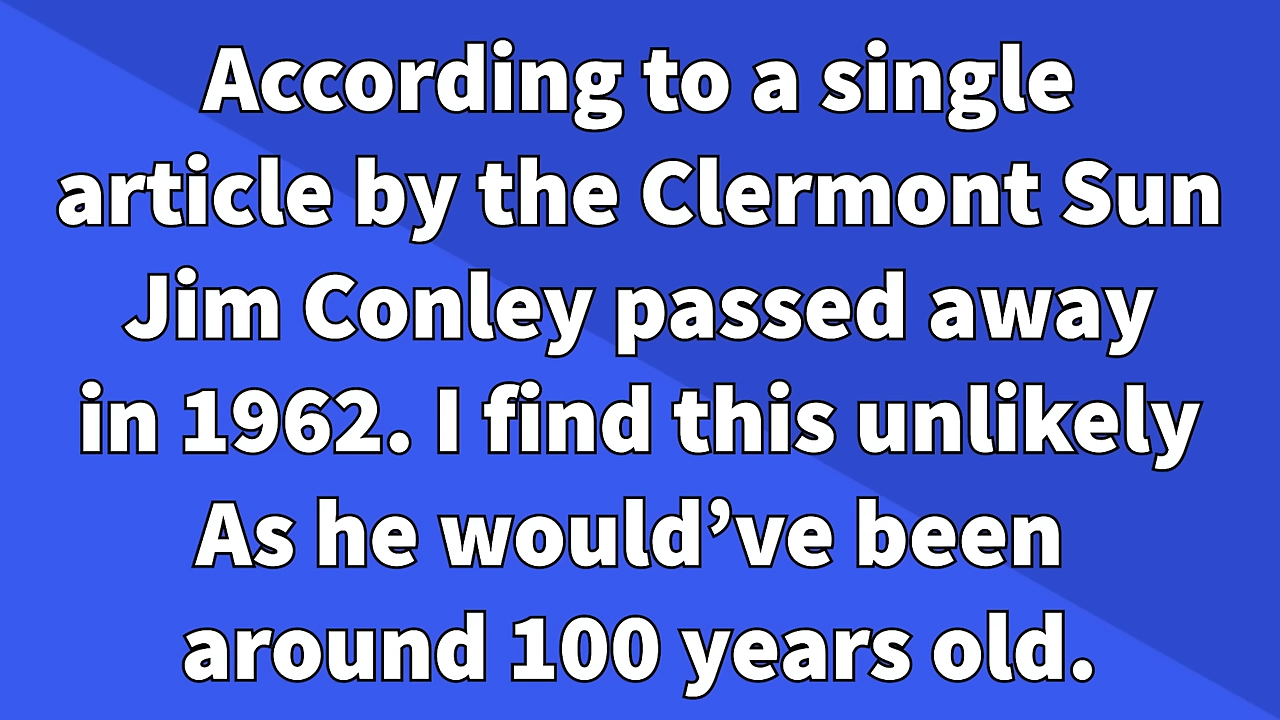 According to a single
article by the Clermont Sun
Jim Conley passed away
in 1962. I find this unlikely
As he would’ve been
around 100 years old.